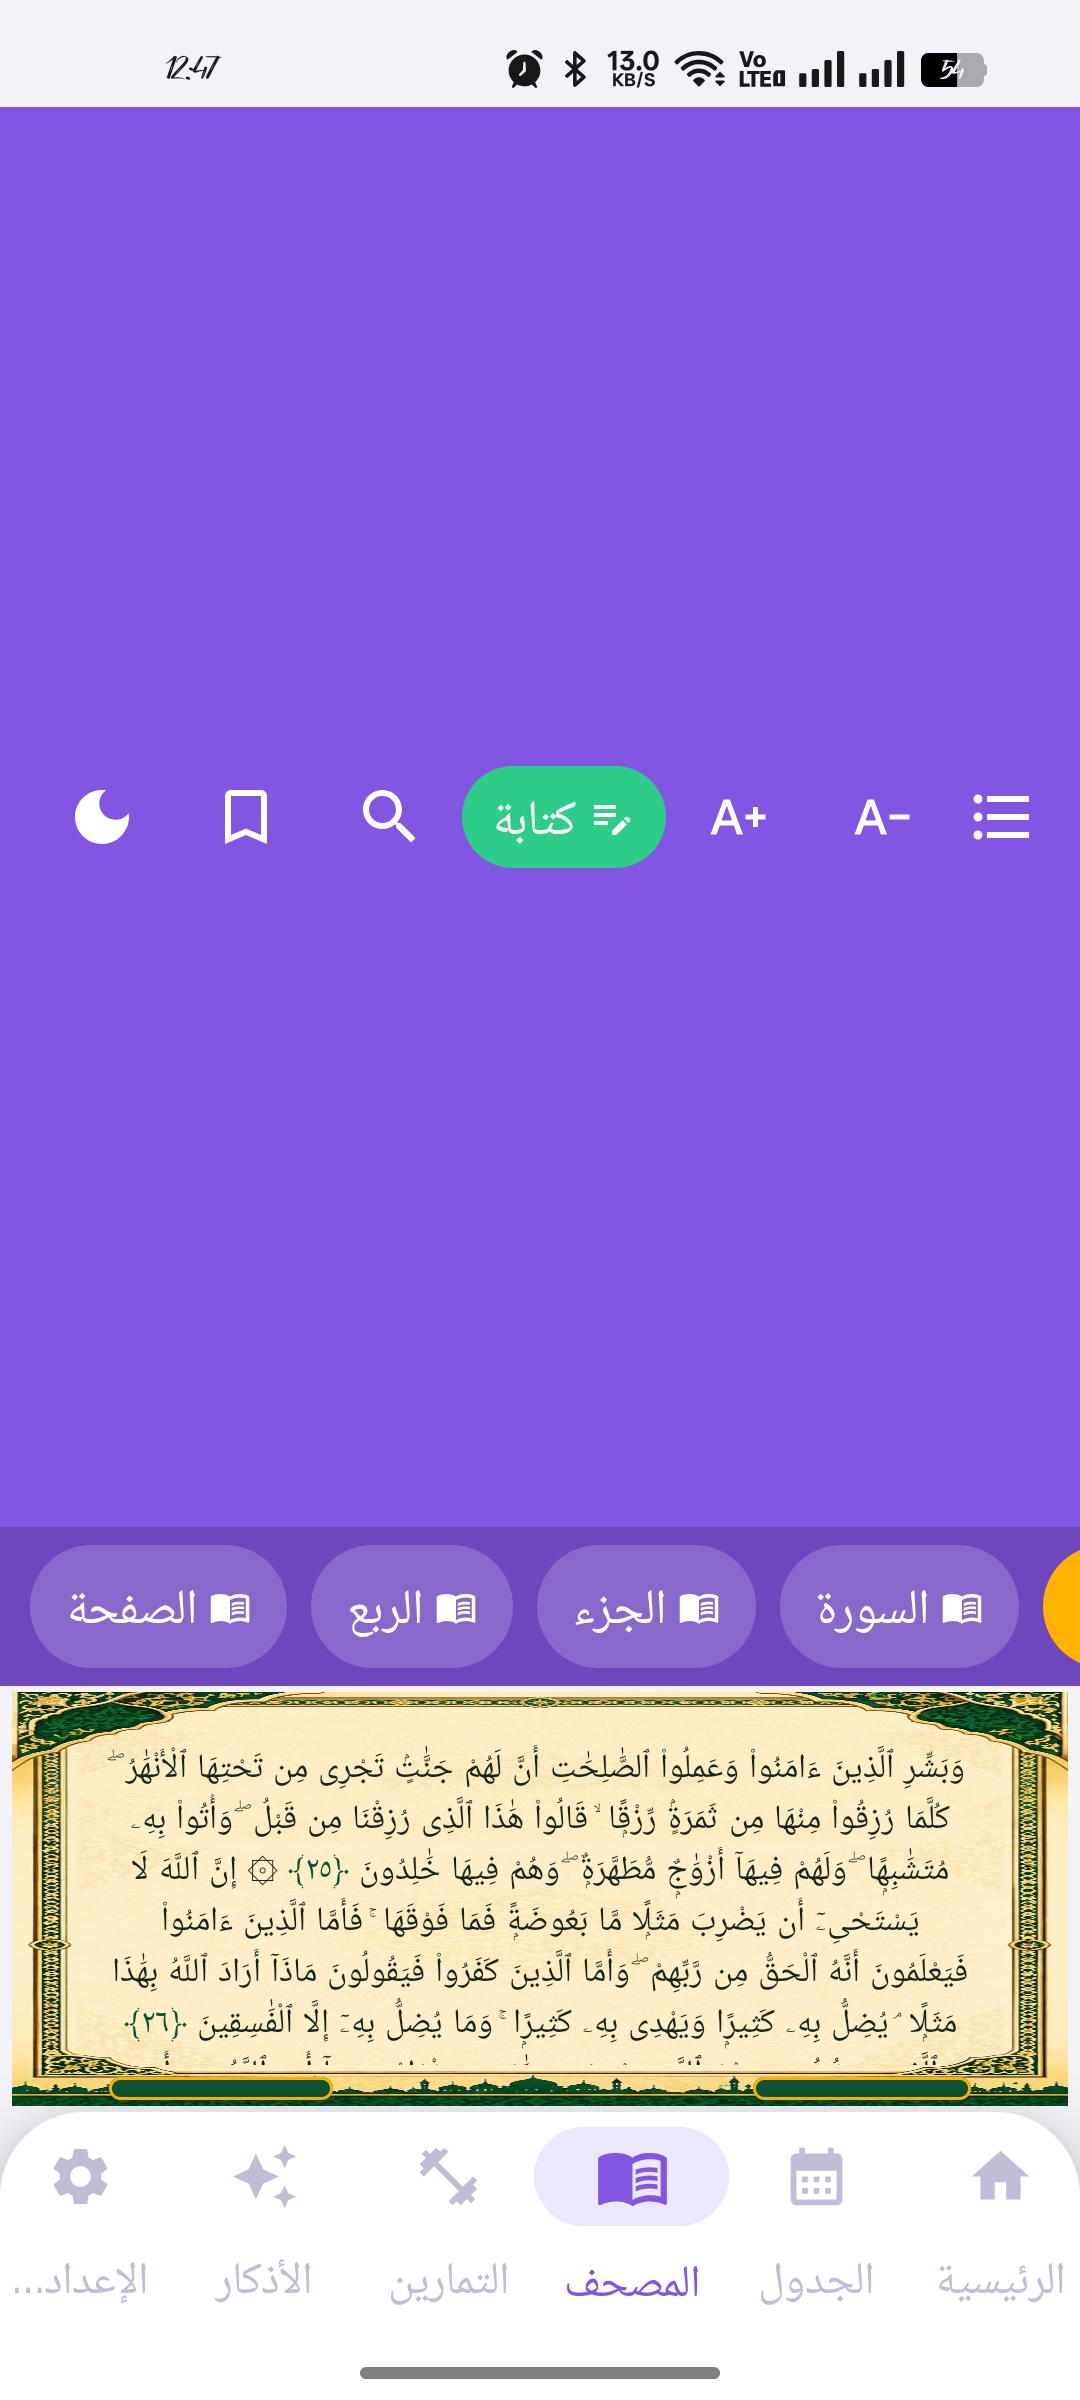 12:47
13.0 KB/S Vo LTE 54
A- A+ كتابة
السورة الجزء الربع الصفحة
وَبَشِّرِ ٱلَّذِينَ ءَامَنُوا۟ وَعَمِلُوا۟ ٱلصَّٰلِحَٰتِ أَنَّ لَهُمْ جَنَّٰتٍۢ تَجْرِى مِن تَحْتِهَا ٱلْأَنْهَٰرُ ۖ
كُلَّمَا رُزِقُوا۟ مِنْهَا مِن ثَمَرَةٍۢ رِّزْقًۭا ۙ قَالُوا۟ هَٰذَا ٱلَّذِى رُزِقْنَا مِن قَبْلُ ۖ وَأُتُوا۟ بِهِۦ
مُتَشَٰبِهًۭا ۖ وَلَهُمْ فِيهَآ أَزْوَٰجٌۭ مُّطَهَّرَةٌۭ ۖ وَهُمْ فِيهَا خَٰلِدُونَ ﴿٢٥﴾ ۞ إِنَّ ٱللَّهَ لَا
يَسْتَحْىِۦٓ أَن يَضْرِبَ مَثَلًۭا مَّا بَعُوضَةًۭ فَمَا فَوْقَهَا ۚ فَأَمَّا ٱلَّذِينَ ءَامَنُوا۟
فَيَعْلَمُونَ أَنَّهُ ٱلْحَقُّ مِن رَّبِّهِمْ ۖ وَأَمَّا ٱلَّذِينَ كَفَرُوا۟ فَيَقُولُونَ مَاذَآ أَرَادَ ٱللَّهُ بِهَٰذَا
مَثَلًۭا ۘ يُضِلُّ بِهِۦ كَثِيرًۭا وَيَهْدِى بِهِۦ كَثِيرًۭا ۚ وَمَا يُضِلُّ بِهِۦٓ إِلَّا ٱلْفَٰسِقِينَ ﴿٢٦﴾
الرئيسية الجدول المصحف التمارين الأذكار الإعداد...